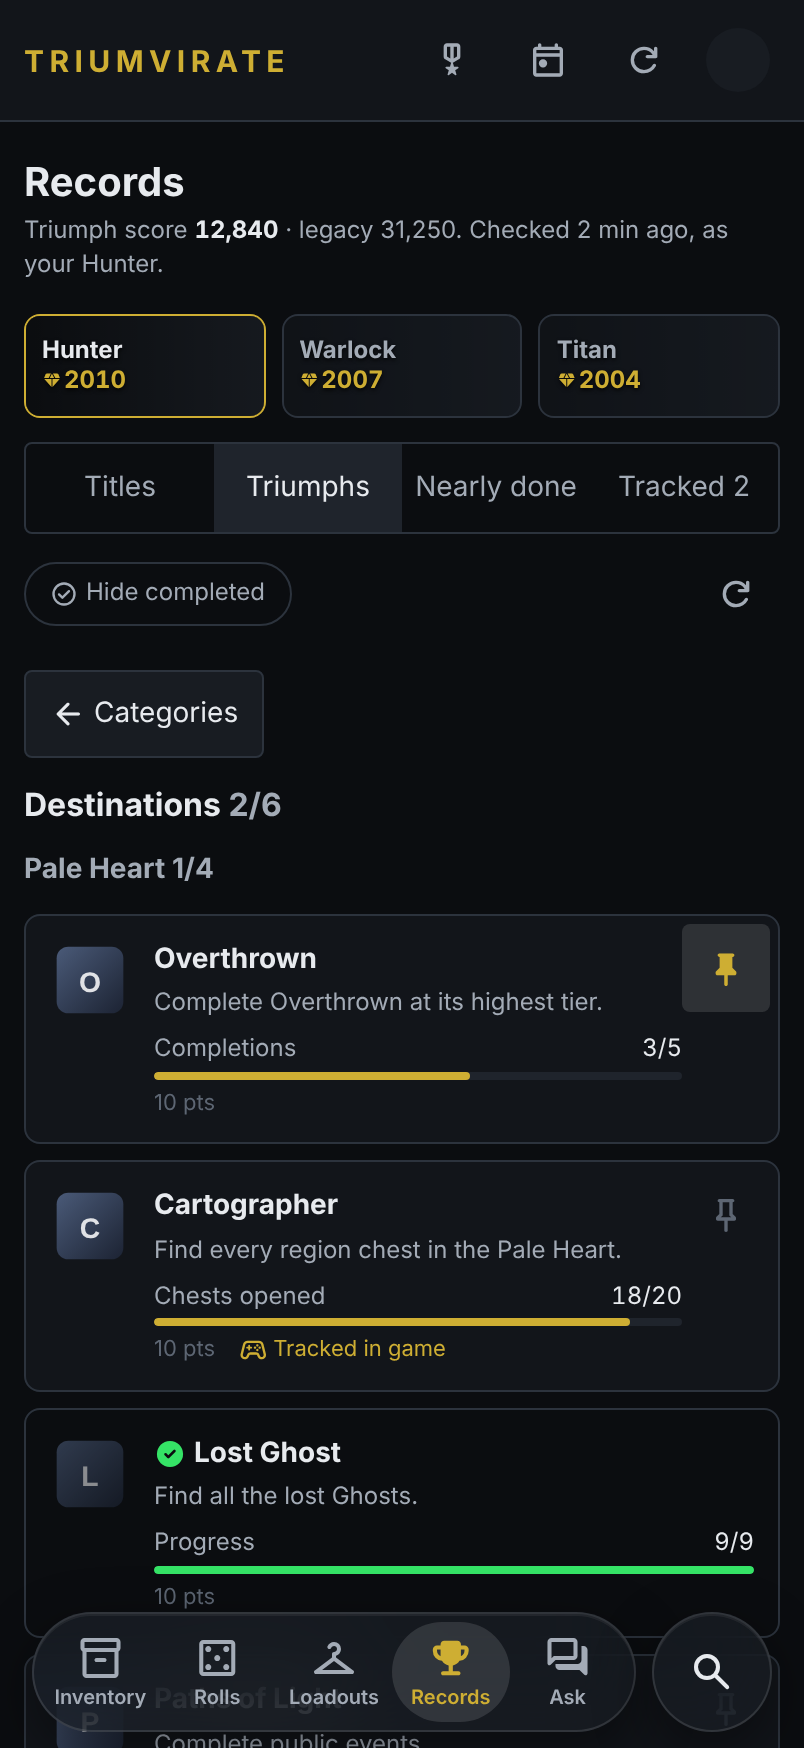 TRIUMVIRATE
Records
Triumph score 12,840 · legacy 31,250. Checked 2 min ago, as
your Hunter.
Hunter
2010
Warlock
2007
Titan
2004
Titles
Triumphs
Nearly done
Tracked 2
Hide completed
Categories
Destinations 2/6
Pale Heart 1/4
O
Overthrown
Complete Overthrown at its highest tier.
Completions 3/5
10 pts
C
Cartographer
Find every region chest in the Pale Heart.
Chests opened 18/20
10 pts Tracked in game
L
Lost Ghost
Find all the lost Ghosts.
Progress 9/9
10 pts
P
Paths of Light
Complete public events
Inventory
Rolls
Loadouts
Records
Ask